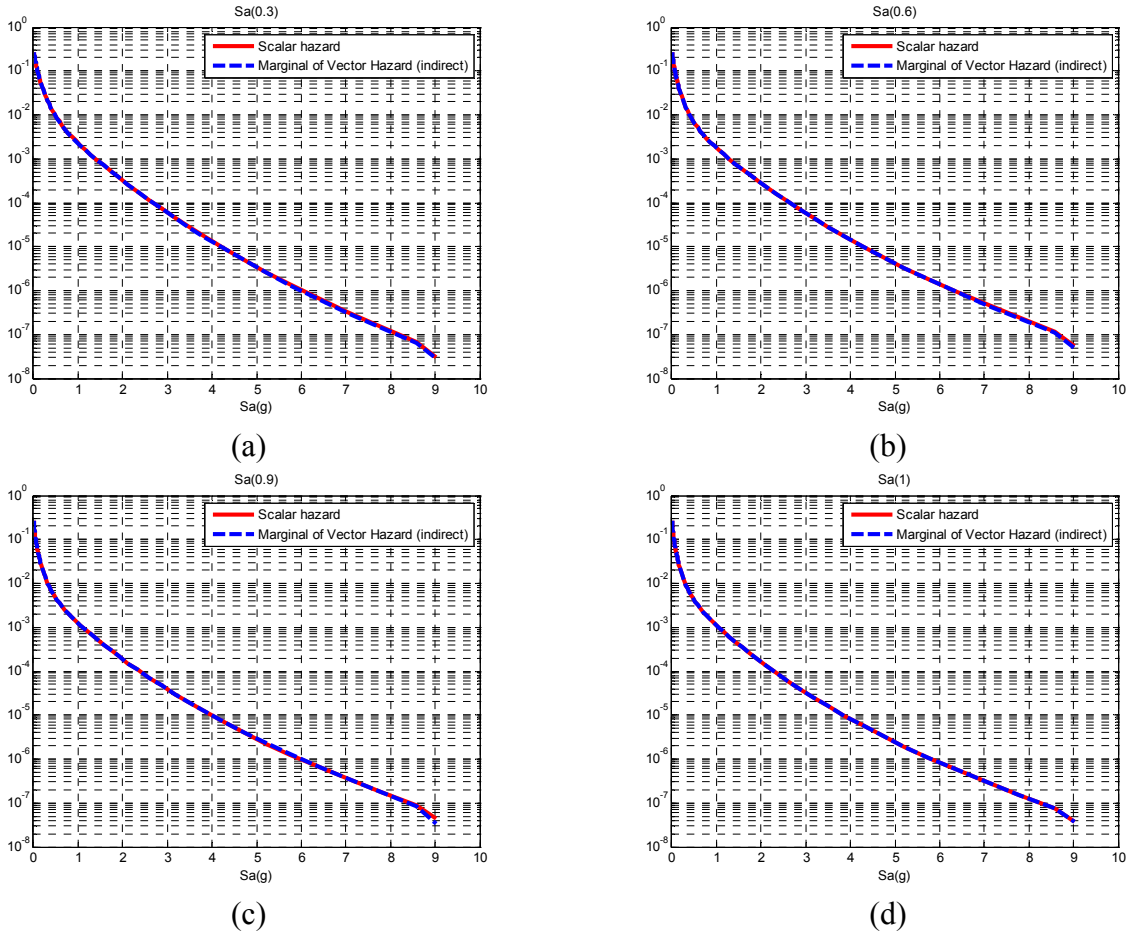 Sa(0.3)
10^0
10^-1
10^-2
10^-3
10^-4
10^-5
10^-6
10^-7
10^-8
Scalar hazard
Marginal of Vector Hazard (indirect)
0 1 2 3 4 5 6 7 8 9 10
Sa(g)
(a)
Sa(0.6)
10^0
10^-1
10^-2
10^-3
10^-4
10^-5
10^-6
10^-7
10^-8
Scalar hazard
Marginal of Vector Hazard (indirect)
0 1 2 3 4 5 6 7 8 9 10
Sa(g)
(b)
Sa(0.9)
10^0
10^-1
10^-2
10^-3
10^-4
10^-5
10^-6
10^-7
10^-8
Scalar hazard
Marginal of Vector Hazard (indirect)
0 1 2 3 4 5 6 7 8 9 10
Sa(g)
(c)
Sa(1)
10^0
10^-1
10^-2
10^-3
10^-4
10^-5
10^-6
10^-7
10^-8
Scalar hazard
Marginal of Vector Hazard (indirect)
0 1 2 3 4 5 6 7 8 9 10
Sa(g)
(d)